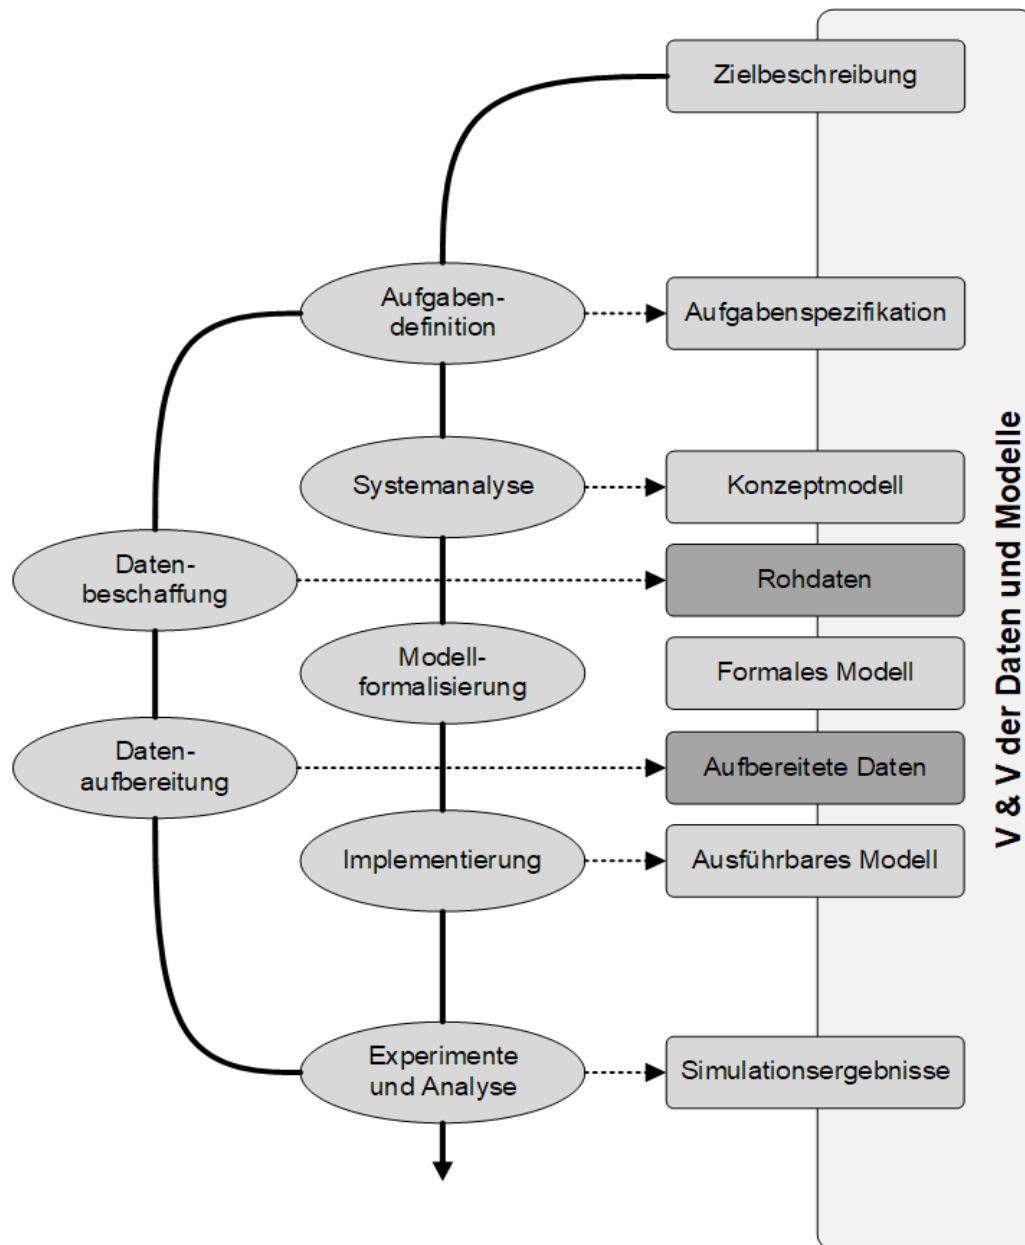 Zielbeschreibung
Aufgaben-
definition
Aufgabenspezifikation
Systemanalyse
Konzeptmodell
Daten-
beschaffung
Rohdaten
Modell-
formalisierung
Formales Modell
Daten-
aufbereitung
Aufbereitete Daten
Implementierung
Ausführbares Modell
Experimente
und Analyse
Simulationsergebnisse
V & V der Daten und Modelle